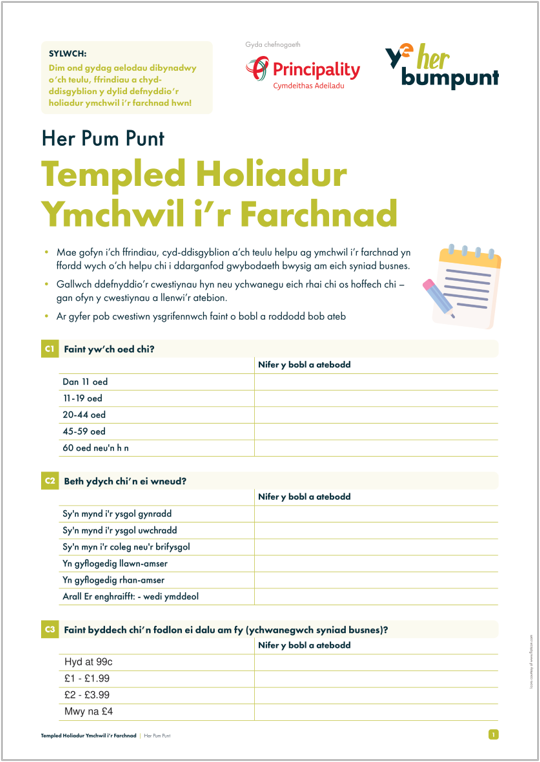 SYLWCH:
Dim ond gydag aelodau dibynadwy
o'ch teulu, ffrindiau a chyd-
ddisgyblion y dylid defnyddio'r
holiadur ymchwil i'r farchnad hwn!
Gyda chefnogaeth
Principality
Cymdeithas Adeiladu
ye her
bumpunt
Her Pum Punt
Templed Holiadur
Ymchwil i'r Farchnad
• Mae gofyn i'ch ffrindiau, cyd-ddisgyblion a'ch teulu helpu ag ymchwil i'r farchnad yn
ffordd wych o'ch helpu chi i ddarganfod gwybodaeth bwysig am eich syniad busnes.
• Gallwch ddefnyddio'r cwestiynau hyn neu ychwanegu eich rhai chi os hoffech chi –
gan ofyn y cwestiynau a llenwi'r atebion.
• Ar gyfer pob cwestiwn ysgrifennwch faint o bobl a roddodd bob ateb
C1 Faint yw'ch oed chi?
Nifer y bobl a atebodd
Dan 11 oed
11-19 oed
20-44 oed
45-59 oed
60 oed neu'n h n
C2 Beth ydych chi'n ei wneud?
Nifer y bobl a atebodd
Sy'n mynd i'r ysgol gynradd
Sy'n mynd i'r ysgol uwchradd
Sy'n myn i'r coleg neu'r brifysgol
Yn gyflogedig llawn-amser
Yn gyflogedig rhan-amser
Arall Er enghraifft: - wedi ymddeol
C3 Faint byddech chi'n fodlon ei dalu am fy (ychwanegwch syniad busnes)?
Nifer y bobl a atebodd
Hyd at 99c
£1 - £1.99
£2 - £3.99
Mwy na £4
Templed Holiadur Ymchwil i'r Farchnad | Her Pum Punt
1